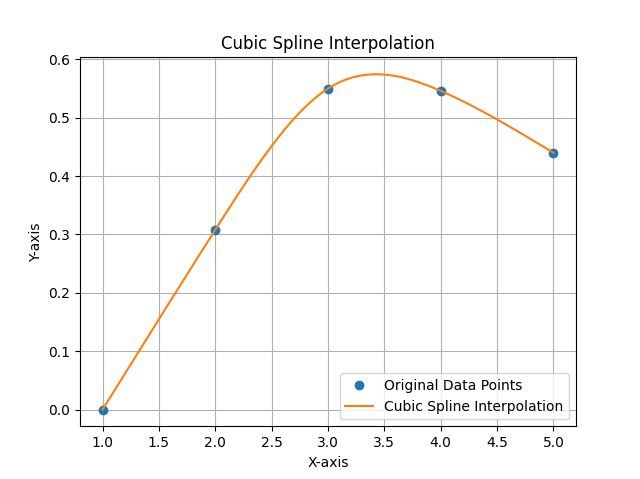 Cubic Spline Interpolation
0.6
0.5
0.4
0.3
0.2
0.1
0.0
Y-axis
Original Data Points
Cubic Spline Interpolation
1.0 1.5 2.0 2.5 3.0 3.5 4.0 4.5 5.0
X-axis